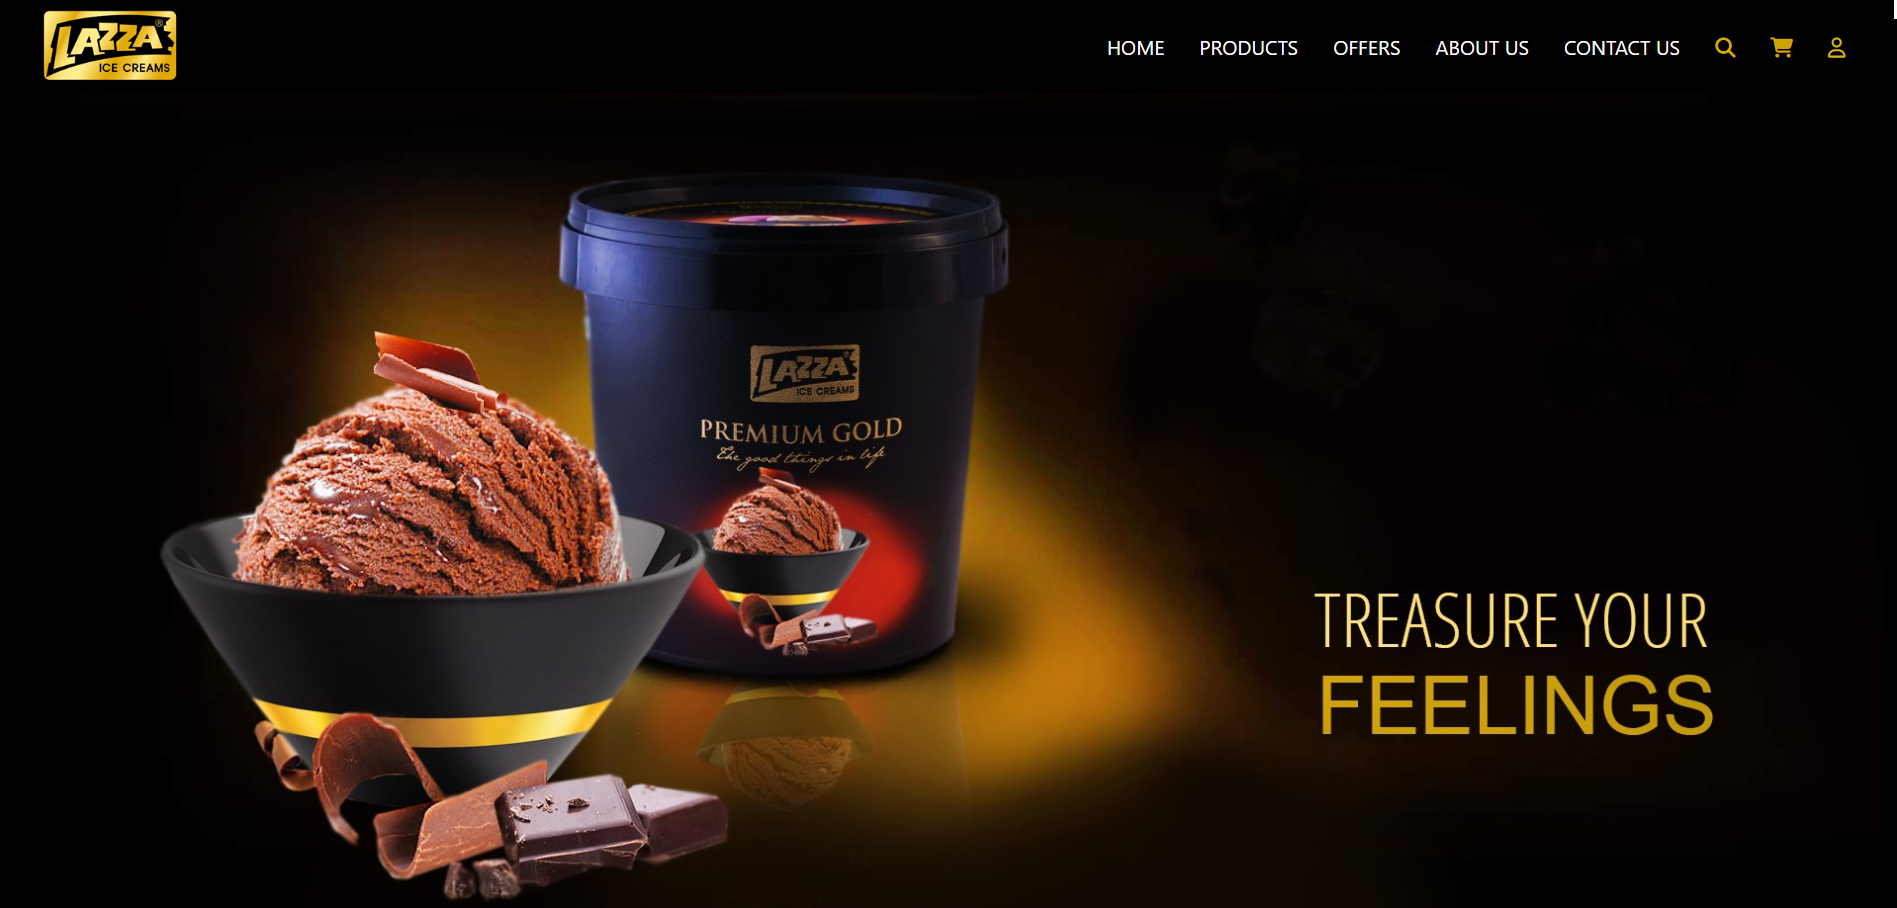 LAZZA®
ICE CREAMS
HOME PRODUCTS OFFERS ABOUT US CONTACT US
LAZZA®
ICE CREAMS
PREMIUM GOLD
The good things in life
TREASURE YOUR
FEELINGS